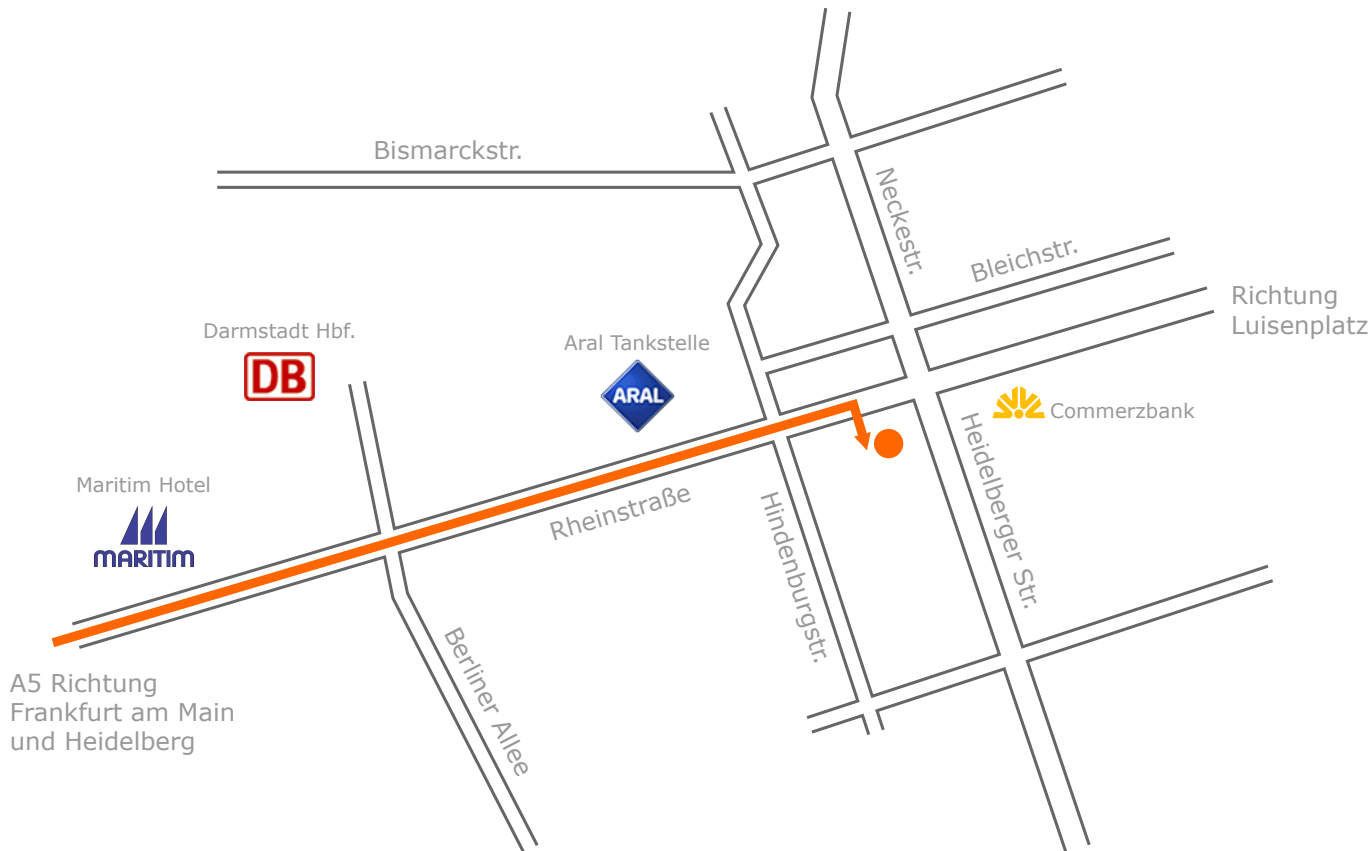 Bismarckstr.
Neckestr.
Bleichstr.
Richtung
Luisenplatz
Darmstadt Hbf.
DB
Aral Tankstelle
ARAL
Commerzbank
Heidelberger Str.
Maritim Hotel
MARITIM
Rheinstraße
Hindenburgstr.
Berliner Allee
A5 Richtung
Frankfurt am Main
und Heidelberg